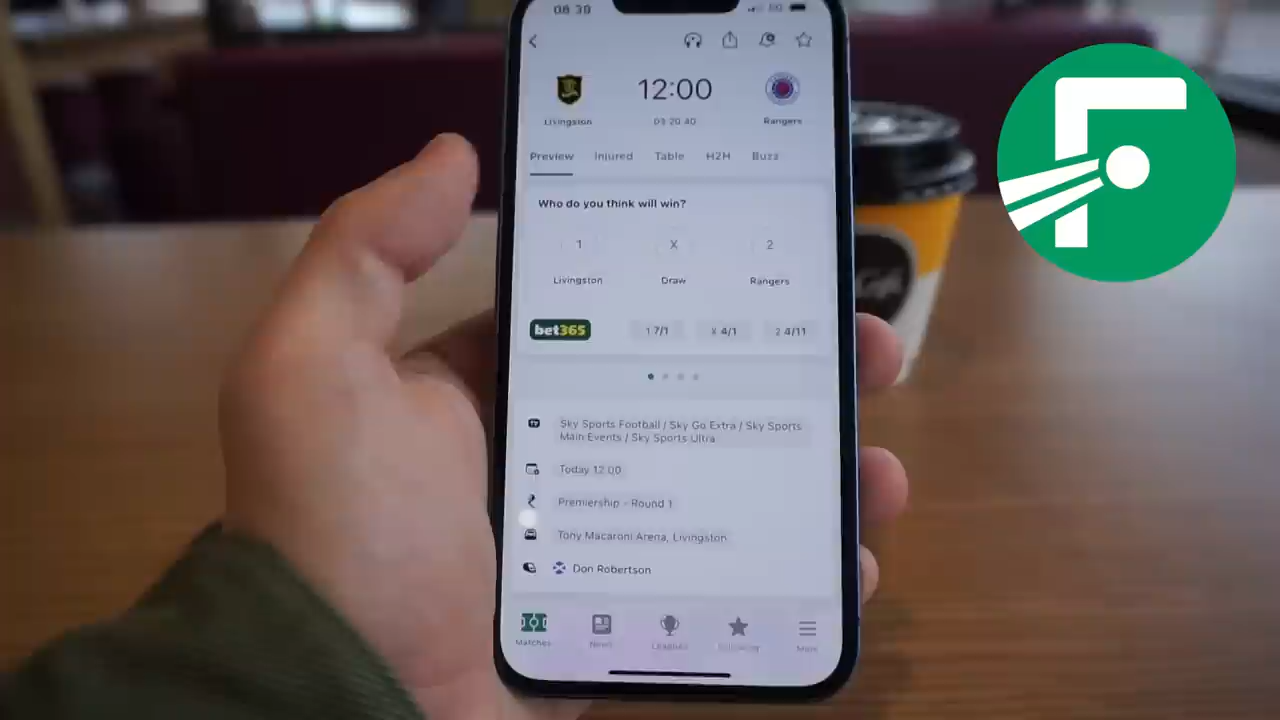 08 39
12:00
Livingston
03 20 40
Rangers
Preview Injured Table H2H Buzz
Who do you think will win?
1 X 2
Livingston Draw Rangers
bet365 1 7/1 X 4/1 2 4/11
Sky Sports Football / Sky Go Extra / Sky Sports
Main Events / Sky Sports Ultra
Today 12 00
Premiership - Round 1
Tony Macaroni Arena, Livingston
Don Robertson
Matches News Leagues Following More